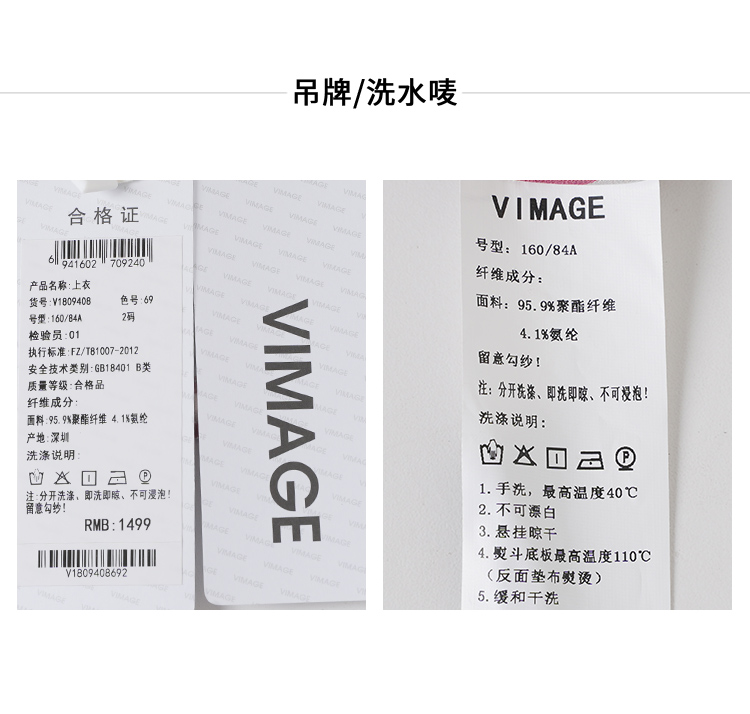 吊牌/洗水唛
合格证
6 941602 709240
产品名称:上衣
货号:V180940B 色号:69
号型:160/84A 2码
检验员:01
执行标准:FZ/T81007-2012
安全技术类别:GB18401 B类
质量等级:合格品
纤维成分:
面料:95.9%聚酯纤维 4.1%氨纶
产地:深圳
洗涤说明:
注:分开洗涤、即洗即晾、不可浸泡!
留意勾纱!
RMB:1499
V1809408692
VIMAGE
VIMAGE
号型: 160/84A
纤维成分:
面料: 95.9%聚酯纤维
4.1%氨纶
留意勾纱!
注: 分开洗涤、即洗即晾、不可浸泡!
洗涤说明:
1.手洗，最高温度40℃
2.不可漂白
3.悬挂晾干
4.熨斗底板最高温度110℃
（反面垫布熨烫）
5.缓和干洗